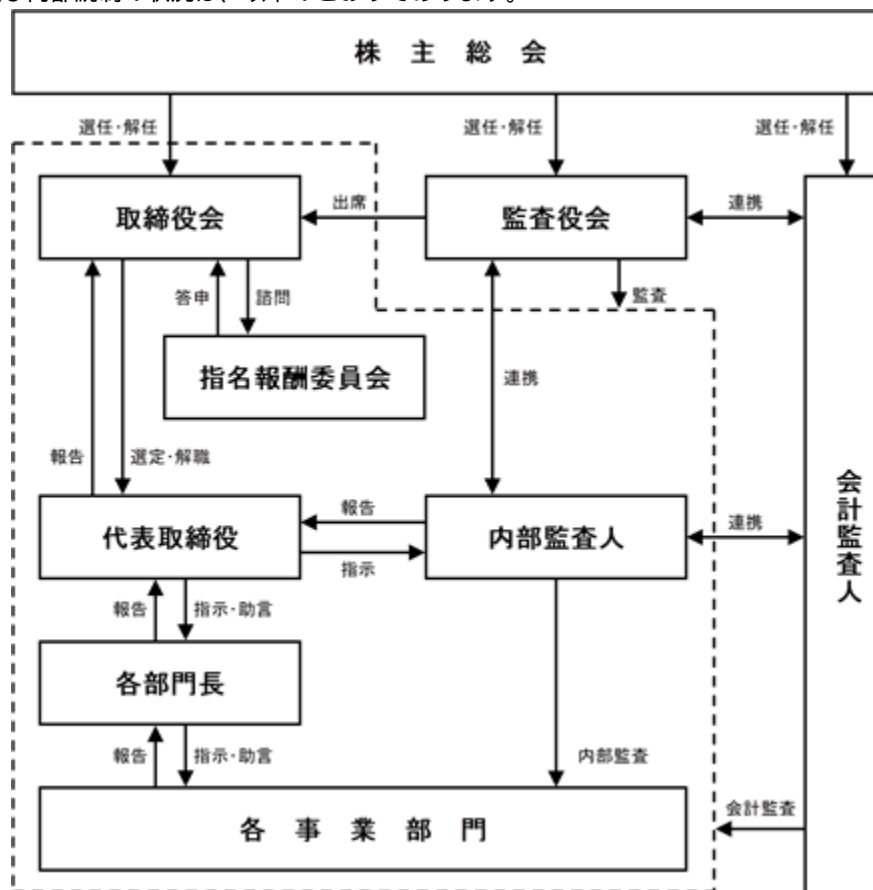 株主総会
選任・解任
選任・解任
選任・解任
取締役会
出席
監査役会
連携
答申
諮問
監査
指名報酬委員会
連携
報告
選定・解職
代表取締役
報告
指示
内部監査人
連携
会計監査人
報告
指示・助言
各部門長
報告
指示・助言
内部監査
各事業部門
会計監査